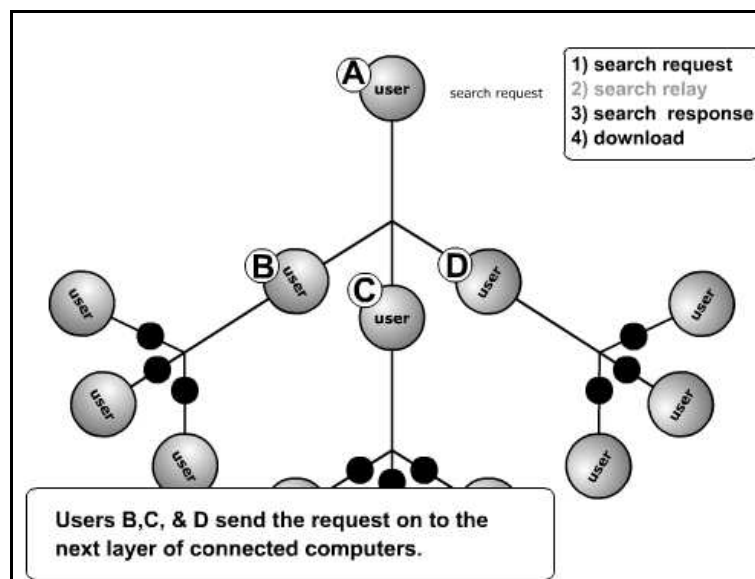 A
user
search request
1) search request
2) search relay
3) search response
4) download
B
user
D
user
C
user
user
user
user
user
user
user
Users B,C, & D send the request on to the
next layer of connected computers.